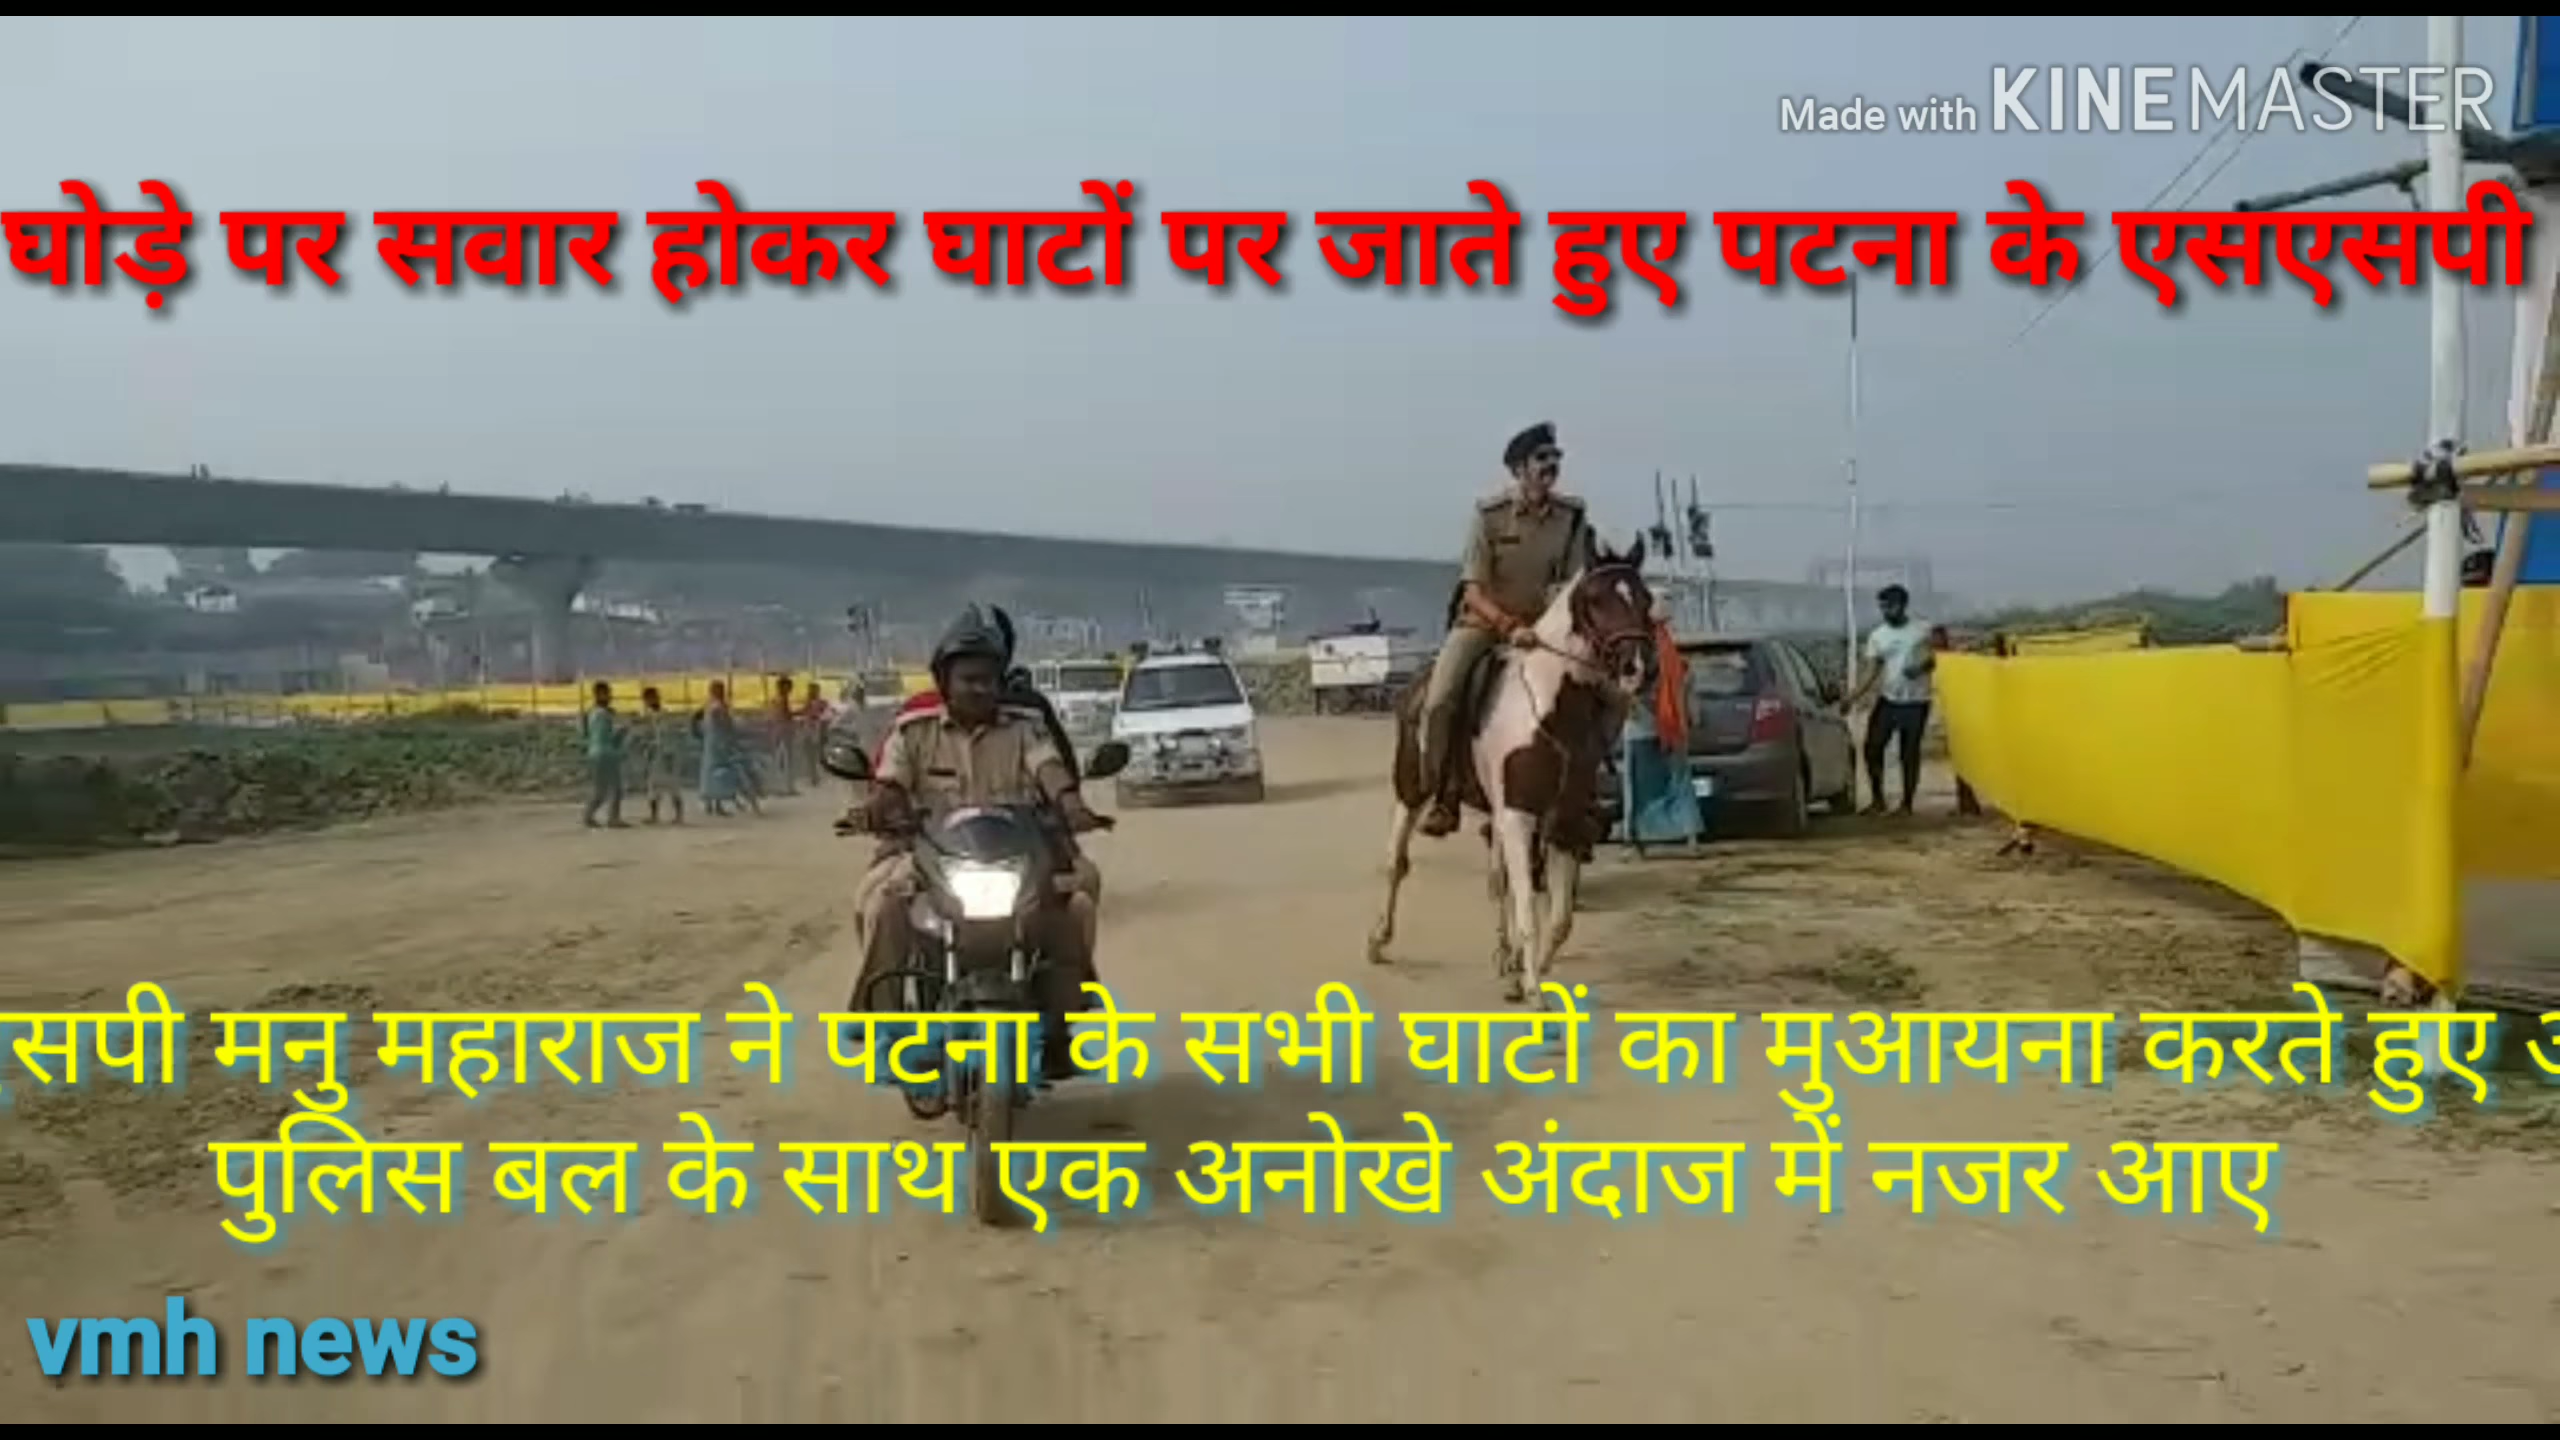 Made with KINEMASTER
घोड़े पर सवार होकर घाटों पर जाते हुए पटना के एसएसपी
मनु महाराज ने पटना के सभी घाटों का मुआयना करते हुए
पुलिस बल के साथ एक अनोखे अंदाज में नजर आए
vmh news